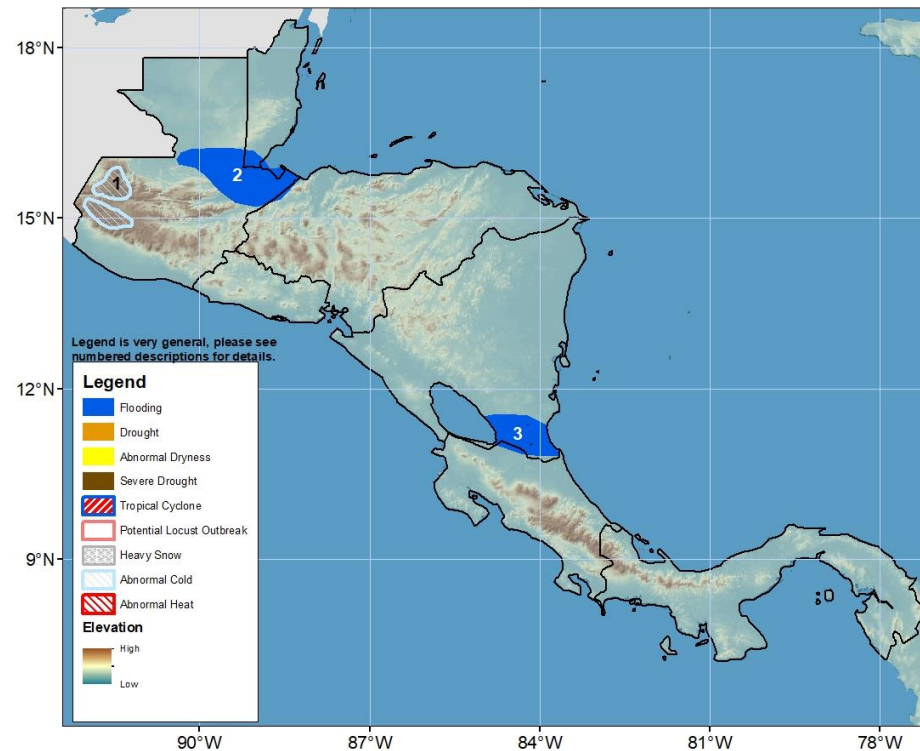 18°N
1
2
15°N
Legend is very general, please see
numbered descriptions for details.
12°N
Legend
Flooding
3
Drought
Abnormal Dryness
Severe Drought
Tropical Cyclone
Potential Locust Outbreak
9°N
Heavy Snow
Abnormal Cold
Abnormal Heat
Elevation
High
Low
90°W
87°W
84°W
81°W
78°W